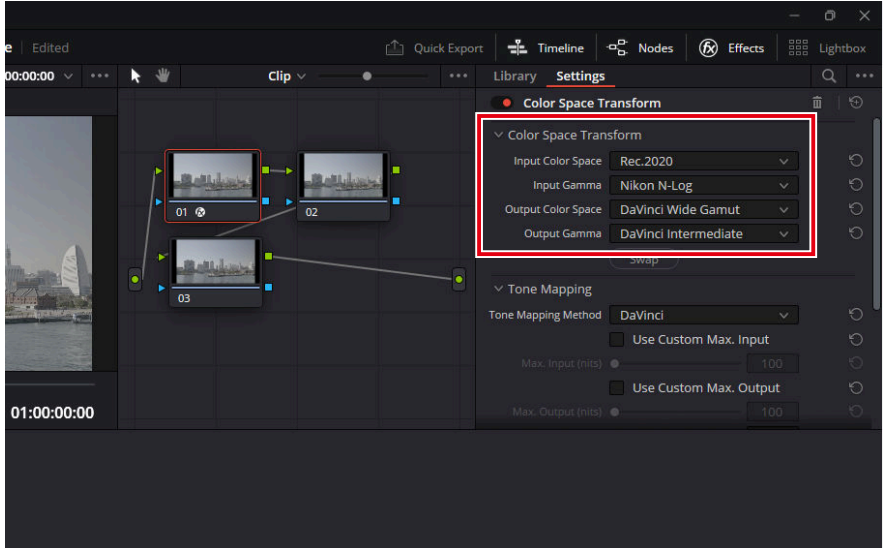 e | Edited
Quick Export
Timeline
Nodes
Effects
Lightbox
00:00:00
Clip
Library Settings
Color Space Transform
Color Space Transform
Input Color Space Rec.2020
Input Gamma Nikon N-Log
Output Color Space DaVinci Wide Gamut
Output Gamma DaVinci Intermediate
Swap
01
02
03
Tone Mapping
Tone Mapping Method DaVinci
Use Custom Max. Input
Max. Input (nits) 100
Use Custom Max. Output
Max. Output (nits) 100
01:00:00:00